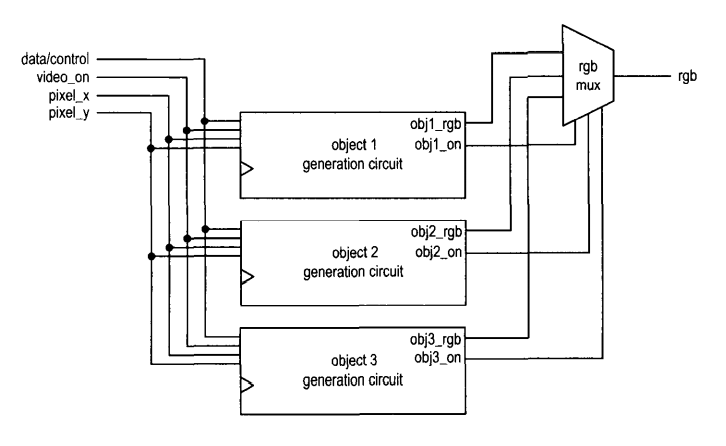 data/control
video_on
pixel_x
pixel_y
rgb
mux
rgb
obj1_rgb
obj1_on
object 1
generation circuit
obj2_rgb
obj2_on
object 2
generation circuit
obj3_rgb
obj3_on
object 3
generation circuit